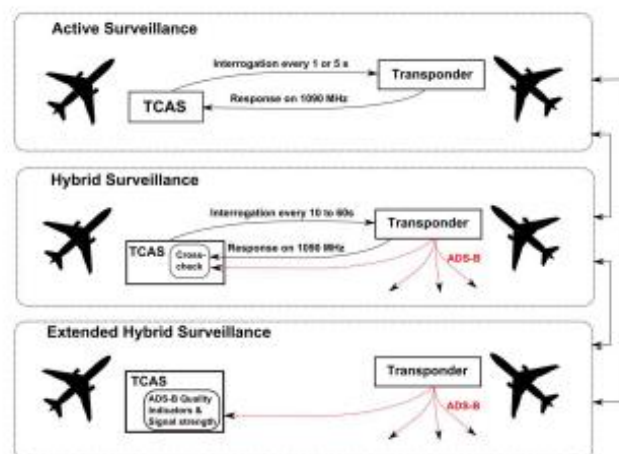 Active Surveillance
Interrogation every 1 or 5 s
Transponder
TCAS
Response on 1090 MHz
Hybrid Surveillance
Interrogation every 10 to 60s
Transponder
TCAS
Cross-
check
Response on 1090 MHz
ADS-B
Extended Hybrid Surveillance
Transponder
TCAS
ADS-B Quality
Indicators &
Signal strength
ADS-B